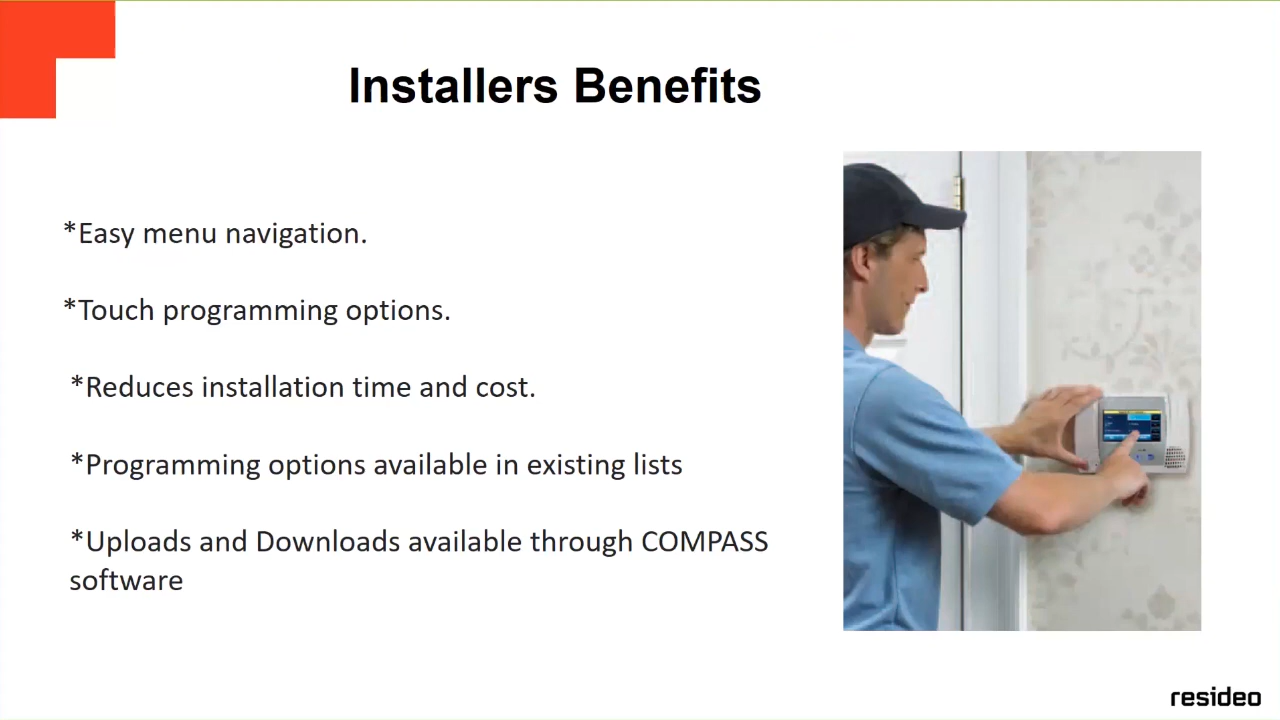 Installers Benefits
*Easy menu navigation.
*Touch programming options.
*Reduces installation time and cost.
*Programming options available in existing lists
*Uploads and Downloads available through COMPASS
software
resideo